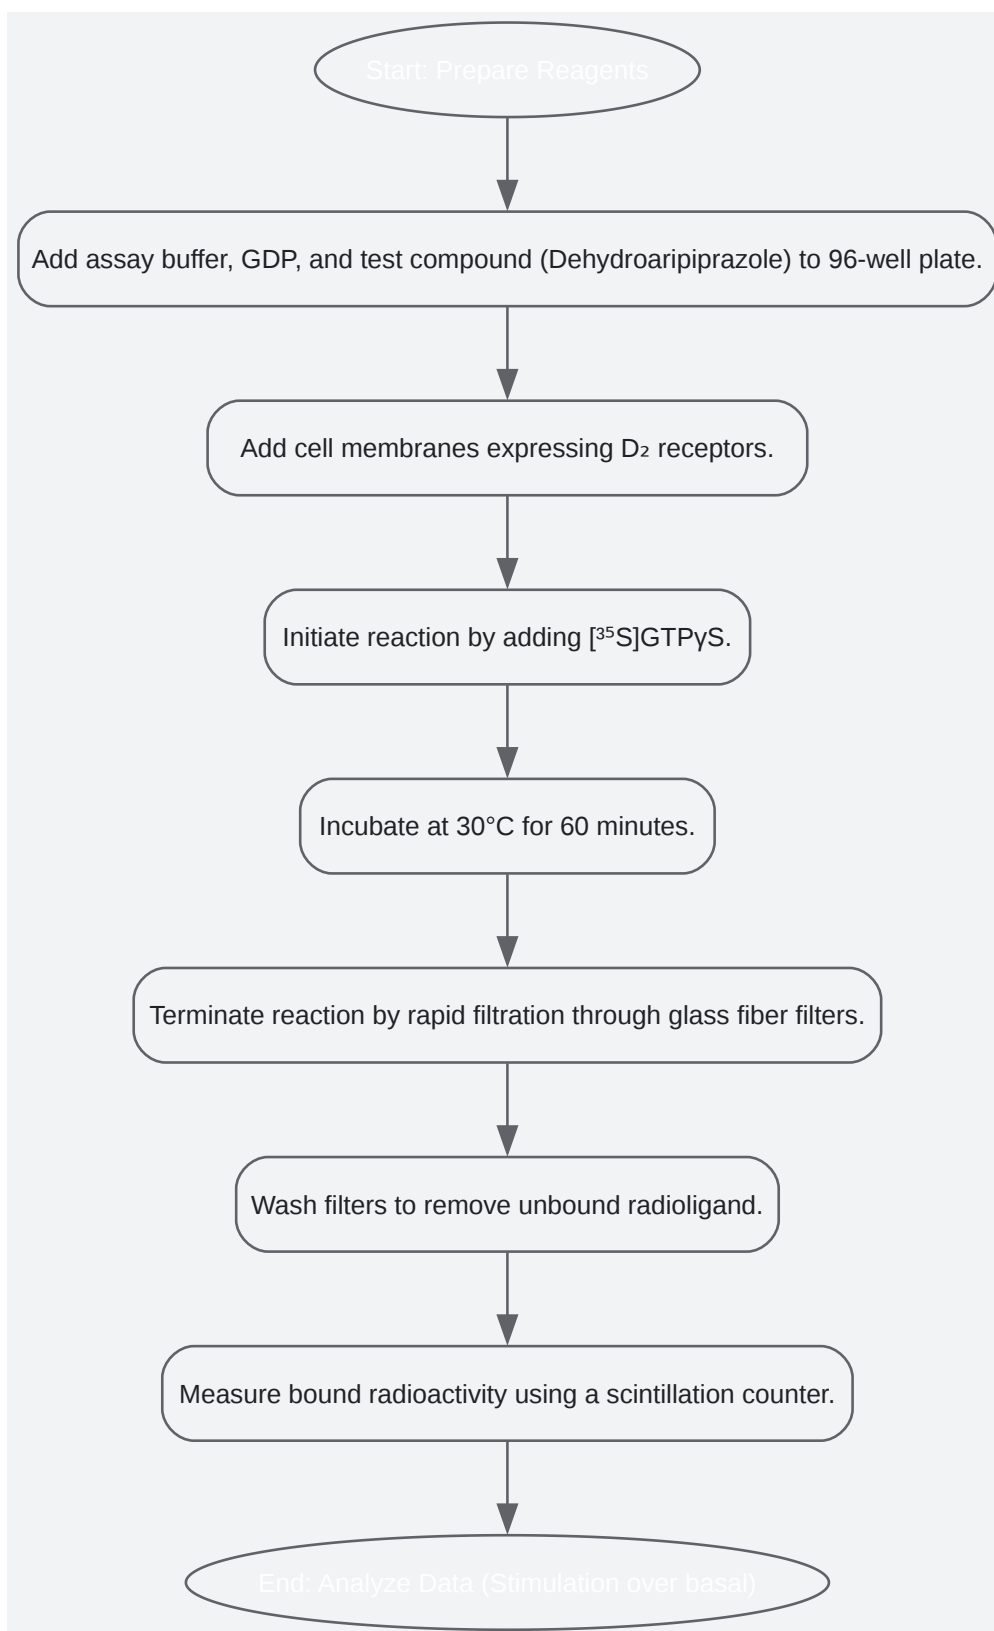 Start: Prepare Reagents
Add assay buffer, GDP, and test compound (Dehydroaripiprazole) to 96-well plate.
Add cell membranes expressing D₂ receptors.
Initiate reaction by adding [³⁵S]GTPγS.
Incubate at 30°C for 60 minutes.
Terminate reaction by rapid filtration through glass fiber filters.
Wash filters to remove unbound radioligand.
Measure bound radioactivity using a scintillation counter.
End: Analyze Data (Stimulation over basal)